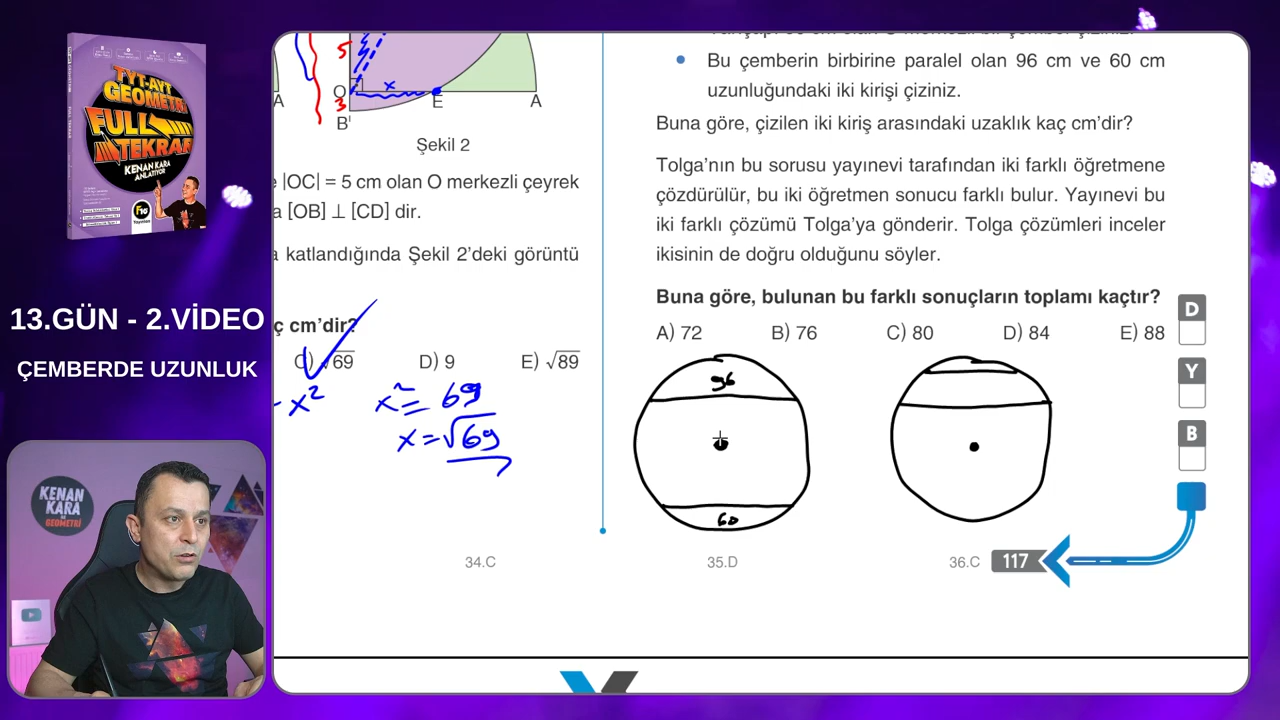 TYT-AYT
GEOMETRİ
FULL
TEKRAR
KENAN KARA
ANLATIYOR
13.GÜN - 2.VİDEO
ÇEMBERDE UZUNLUK
KENAN
KARA
GEOMETRİ
5
O
3
x
E
A
A
B'
Şekil 2
|OC| = 5 cm olan O merkezli çeyrek
[OB] ⊥ [CD] dir.
katlandığında Şekil 2'deki görüntü
cm'dir?
C) √69
D) 9
E) √89
x²
x² = 69
x = √69
34.C
• Bu çemberin birbirine paralel olan 96 cm ve 60 cm
uzunluğundaki iki kirişi çiziniz.
Buna göre, çizilen iki kiriş arasındaki uzaklık kaç cm'dir?
Tolga'nın bu sorusu yayınevi tarafından iki farklı öğretmene
çözdürülür, bu iki öğretmen sonucu farklı bulur. Yayınevi bu
iki farklı çözümü Tolga'ya gönderir. Tolga çözümleri inceler
ikisinin de doğru olduğunu söyler.
Buna göre, bulunan bu farklı sonuçların toplamı kaçtır?
A) 72
B) 76
C) 80
D) 84
E) 88
96
60
D
Y
B
35.D
36.C
117